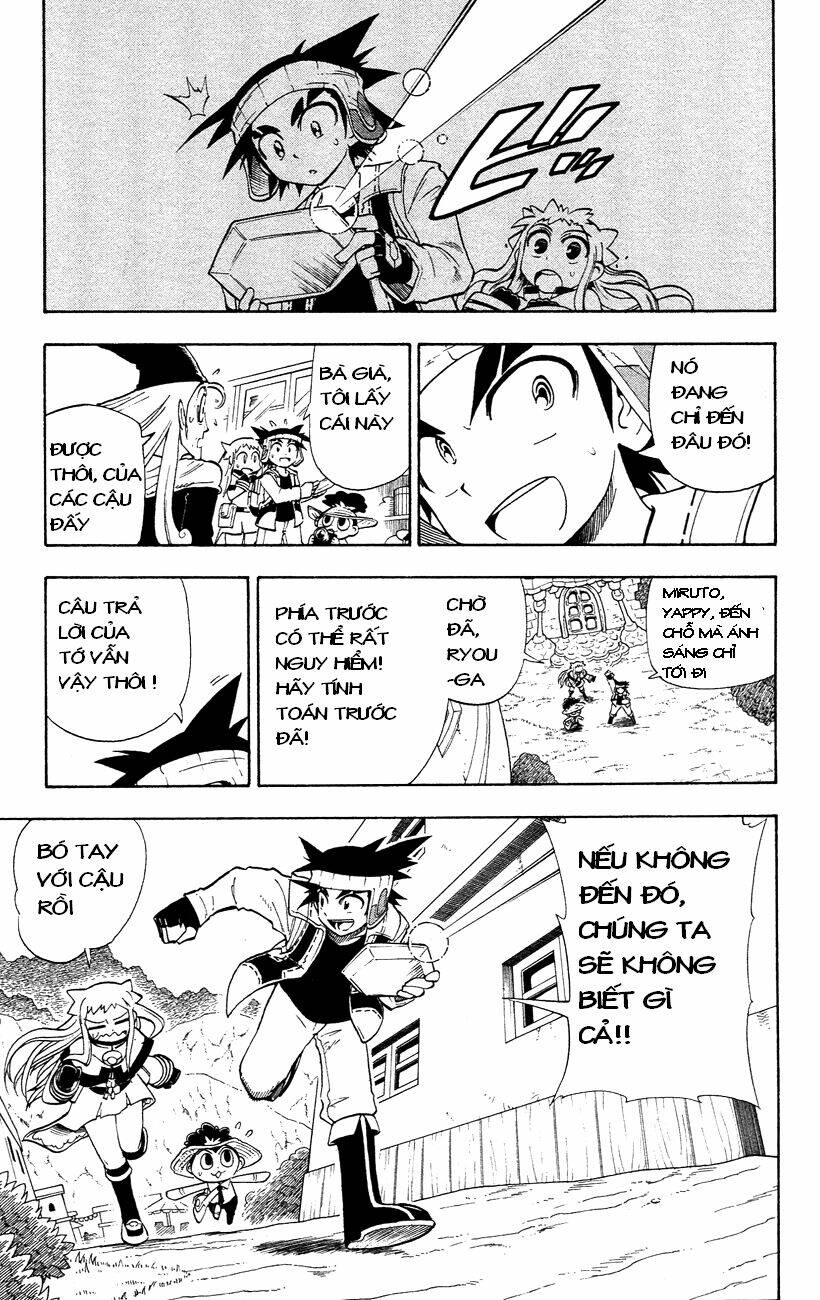 ビッ
NÓ
ĐANG
CHỈ ĐẾN
ĐÂU ĐÓ!
BÀ GIÀ,
TÔI LẤY
CÁI NÀY
ĐƯỢC
THÔI, CỦA
CÁC CẬU
ĐẤY
MIRUTO,
YAPPY, ĐẾN
CHỖ MÀ ÁNH
SÁNG CHỈ
TỚI ĐI
CHỜ
ĐÃ,
RYOU
-GA
PHÍA TRƯỚC
CÓ THỂ RẤT
NGUY HIỂM!
HÃY TÍNH
TOÁN TRƯỚC
ĐÃ!
CÂU TRẢ
LỜI CỦA
TỚ VẪN
VẬY THÔI !
NẾU KHÔNG
ĐẾN ĐÓ,
CHÚNG TA
SẼ KHÔNG
BIẾT GÌ
CẢ!!
BÓ TAY
VỚI CẬU
RỒI